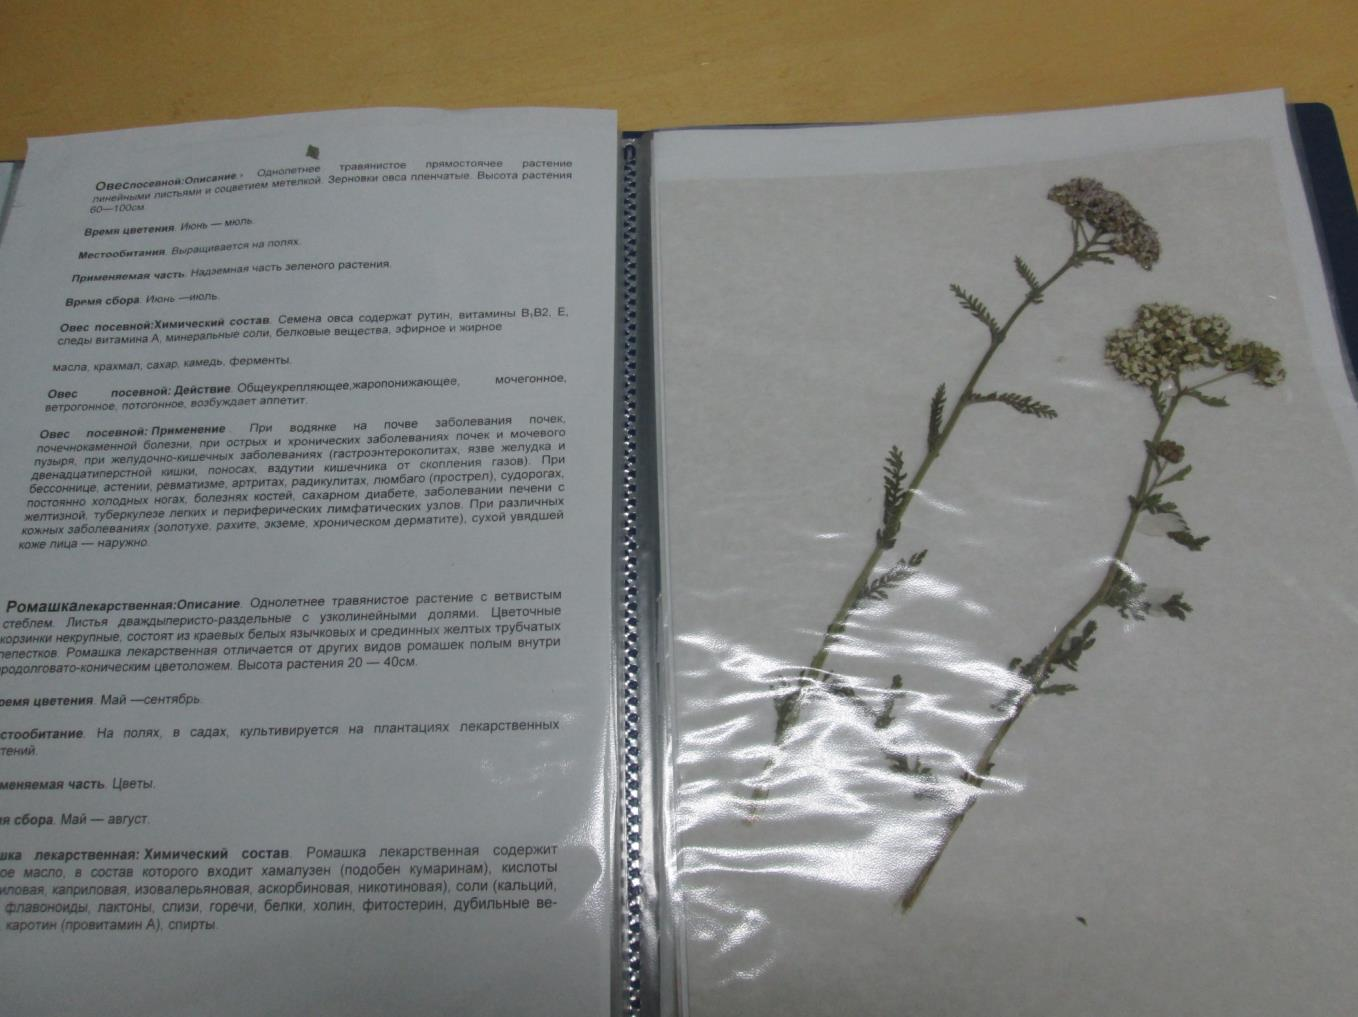 Овеспосевной:Описание. Однолетнее травянистое прямостоячее растение
линейными листьями и соцветием метелкой. Зерновки овса пленчатые. Высота растения
60—100см.
Время цветения. Июнь — июль.
Местообитания. Выращивается на полях.
Применяемая часть. Надземная часть зеленого растения.
Время сбора. Июнь —июль.
Овес посевной:Химический состав. Семена овса содержат рутин, витамины В₁В2, Е,
следы витамина А, минеральные соли, белковые вещества, эфирное и жирное
масла, крахмал, сахар, камедь, ферменты.
Овес посевной: Действие. Общеукрепляющее,жаропонижающее, мочегонное,
ветрогонное, потогонное, возбуждает аппетит.
Овес посевной: Применение. При водянке на почве заболевания почек,
почечнокаменной болезни, при острых и хронических заболеваниях почек и мочевого
пузыря, при желудочно-кишечных заболеваниях (гастроэнтероколитах, язве желудка и
двенадцатиперстной кишки, поносах, вздутии кишечника от скопления газов). При
бессоннице, астении, ревматизме, артритах, радикулитах, люмбаго (прострел), судорогах,
постоянно холодных ногах, болезнях костей, сахарном диабете, заболевании печени с
желтизной, туберкулезе легких и периферических лимфатических узлов. При различных
кожных заболеваниях (золотухе, рахите, экземе, хроническом дерматите), сухой увядшей
коже лица — наружно.
Ромашкалекарственная:Описание. Однолетнее травянистое растение с ветвистым
стеблем. Листья дваждыперисто-раздельные с узколинейными долями. Цветочные
корзинки некрупные, состоят из краевых белых язычковых и срединных желтых трубчатых
лепестков. Ромашка лекарственная отличается от других видов ромашек полым внутри
продолговато-коническим цветоложем. Высота растения 20 — 40см.
ремя цветения. Май —сентябрь.
стообитание. На полях, в садах, культивируется на плантациях лекарственных
тений.
меняемая часть. Цветы.
ия сбора. Май — август.
шка лекарственная: Химический состав. Ромашка лекарственная содержит
ое масло, в состав которого входит хамалузен (подобен кумаринам), кислоты
иловая, каприловая, изовалерьяновая, аскорбиновая, никотиновая), соли (кальций,
флавоноиды, лактоны, слизи, горечи, белки, холин, фитостерин, дубильные ве-
каротин (провитамин А), спирты.